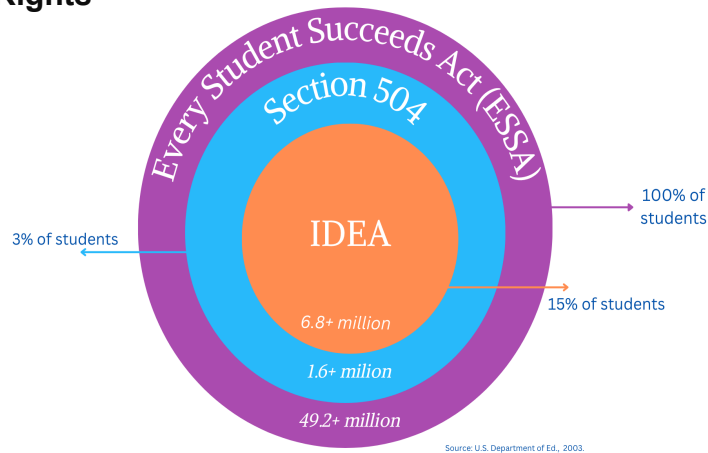 Rights
Every Student Succeeds Act (ESSA)
Section 504
IDEA
100% of
students
3% of students
15% of students
6.8+ million
1.6+ milion
49.2+ million
Source: U.S. Department of Ed., 2003.